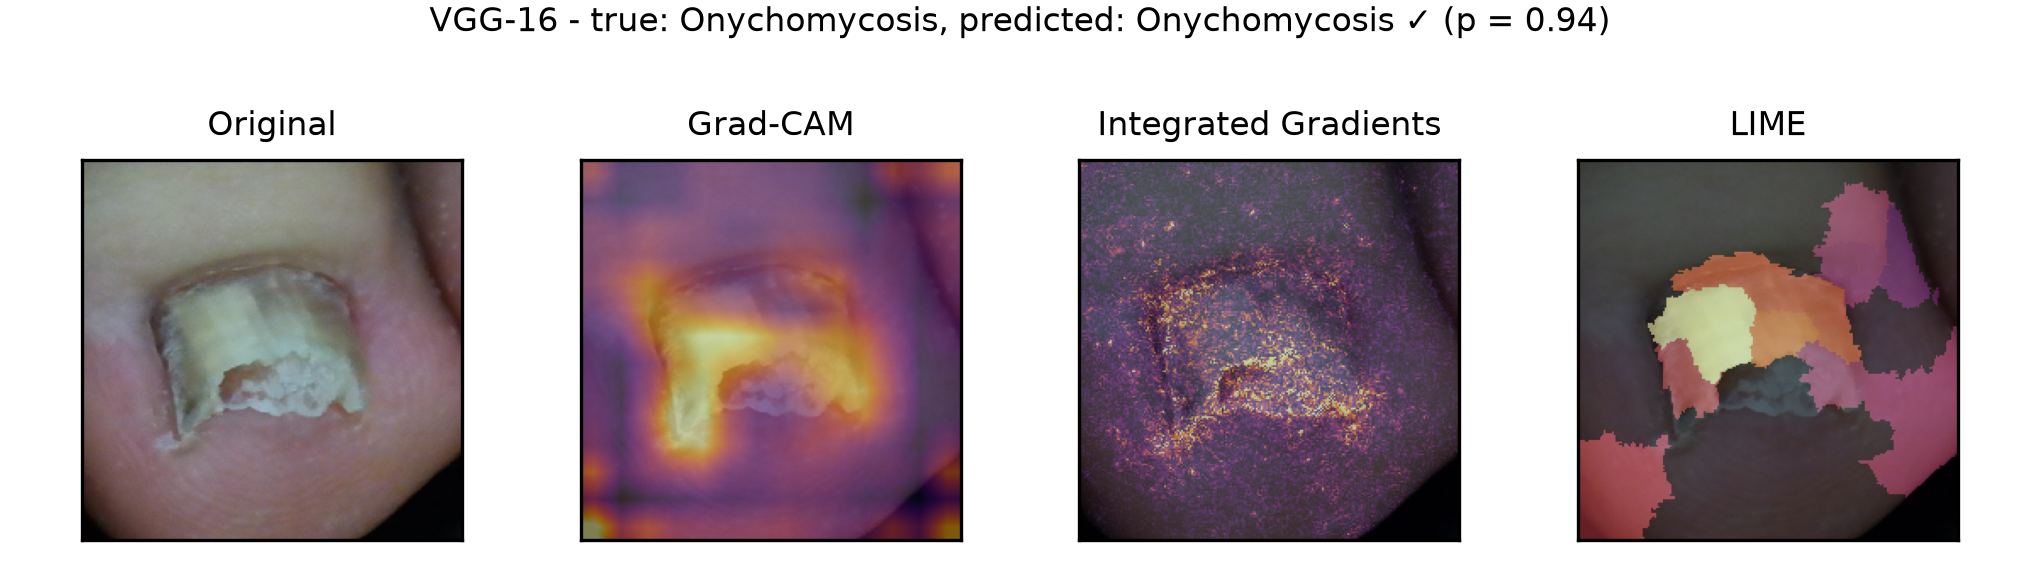 VGG-16 - true: Onychomycosis, predicted: Onychomycosis ✓ (p = 0.94)
Original
Grad-CAM
Integrated Gradients
LIME